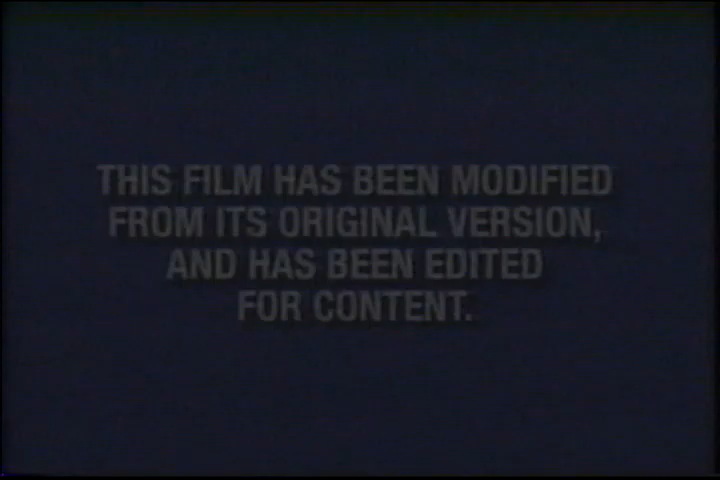 THIS FILM HAS BEEN MODIFIED
FROM ITS ORIGINAL VERSION,
AND HAS BEEN EDITED
FOR CONTENT.